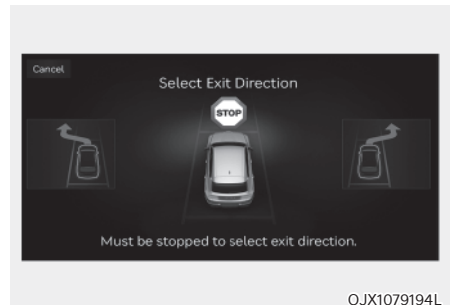 Cancel
Select Exit Direction
STOP
Must be stopped to select exit direction.
OJX1079194L